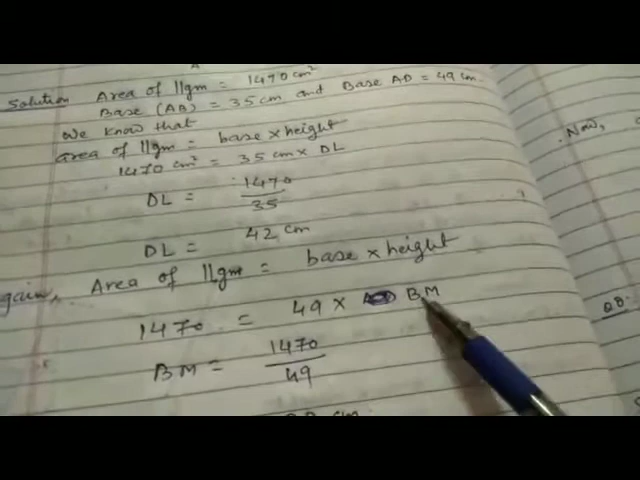 Solution Area of llgm = 1470 cm²
Base (AB) = 35 cm and Base AD = 49 cm.
We know that
area of llgm = base × height
1470 cm² = 35 cm × DL
DL = 1470/35
DL = 42 cm
gain, Area of llgm = base × height
1470 = 49 × BM
BM = 1470/49
cm
Now,